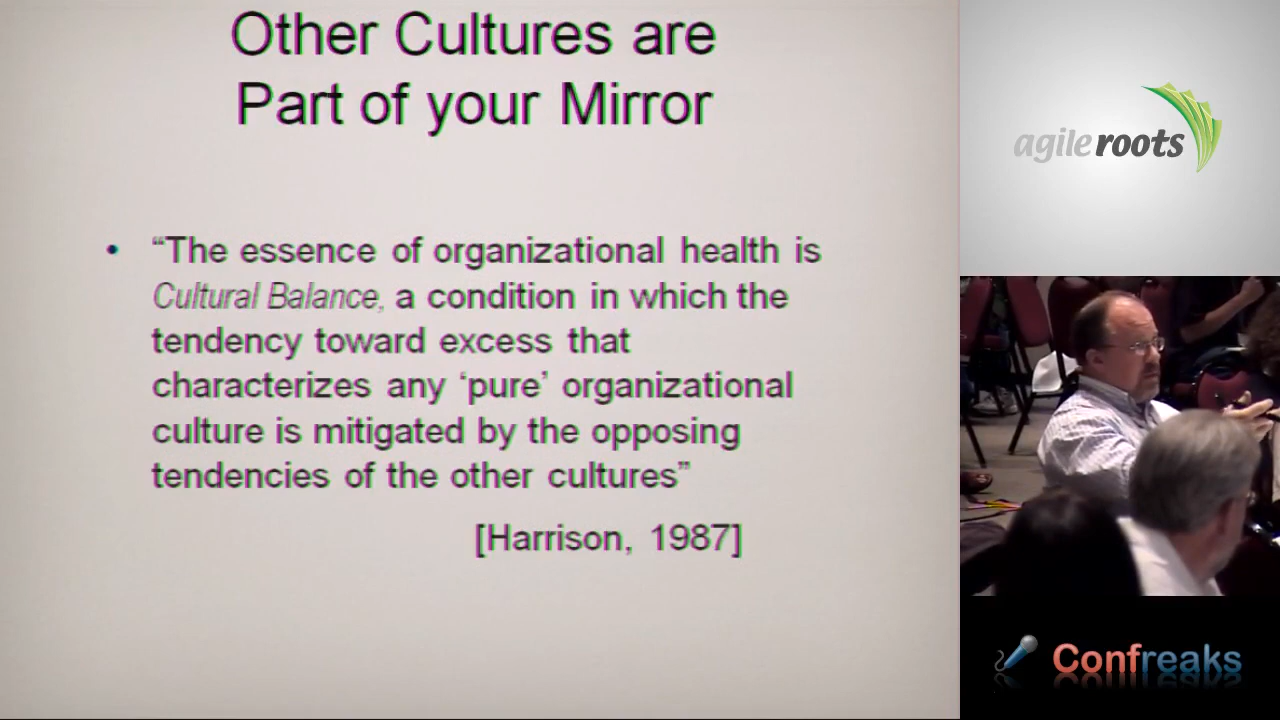 Other Cultures are
Part of your Mirror
• “The essence of organizational health is
Cultural Balance, a condition in which the
tendency toward excess that
characterizes any ‘pure’ organizational
culture is mitigated by the opposing
tendencies of the other cultures”
[Harrison, 1987]
agile roots
Confreaks